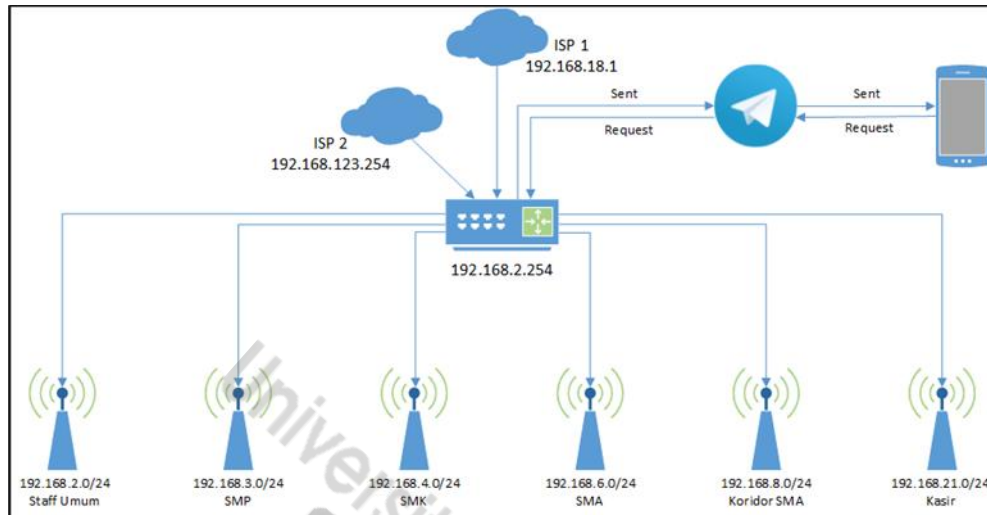 ISP 1
192.168.18.1
Sent
Sent
Request
Request
ISP 2
192.168.123.254
192.168.2.254
192.168.2.0/24
Staff Umum
192.168.3.0/24
SMP
192.168.4.0/24
SMK
192.168.6.0/24
SMA
192.168.8.0/24
Koridor SMA
192.168.21.0/24
Kasir